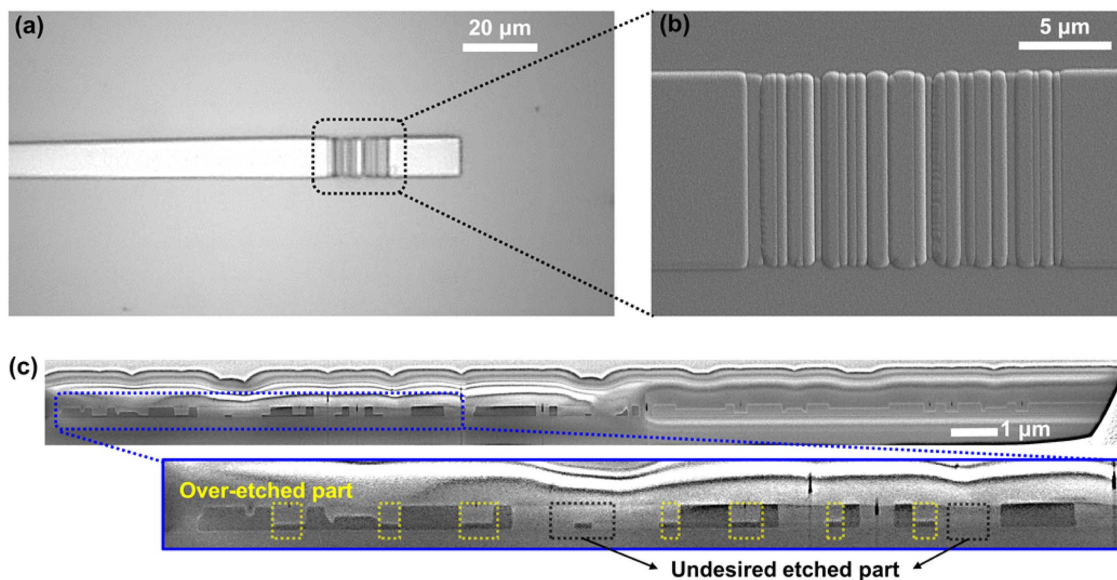 (a)
20 μm
(b)
5 μm
(c)
1 μm
Over-etched part
Undesired etched part